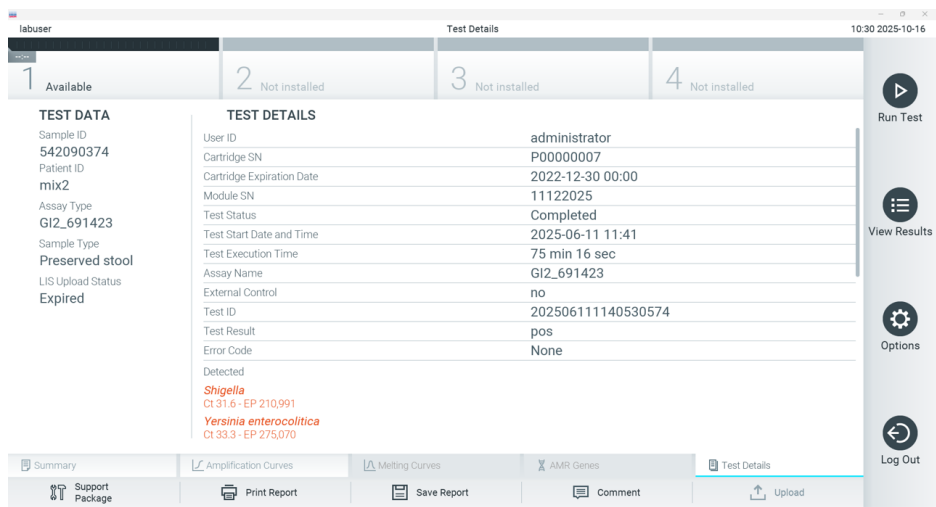 labuser
Test Details
10:30 2025-10-16
--:--
1 Available
2 Not installed
3 Not installed
4 Not installed
Run Test
View Results
Options
Log Out
TEST DATA
Sample ID
542090374
Patient ID
mix2
Assay Type
GI2_691423
Sample Type
Preserved stool
LIS Upload Status
Expired
TEST DETAILS
User ID administrator
Cartridge SN P00000007
Cartridge Expiration Date 2022-12-30 00:00
Module SN 11122025
Test Status Completed
Test Start Date and Time 2025-06-11 11:41
Test Execution Time 75 min 16 sec
Assay Name GI2_691423
External Control no
Test ID 202506111140530574
Test Result pos
Error Code None
Detected
Shigella
Ct 31.6 - EP 210,991
Yersinia enterocolitica
Ct 33.3 - EP 275,070
Summary
Amplification Curves
Melting Curves
AMR Genes
Test Details
Support Package
Print Report
Save Report
Comment
Upload